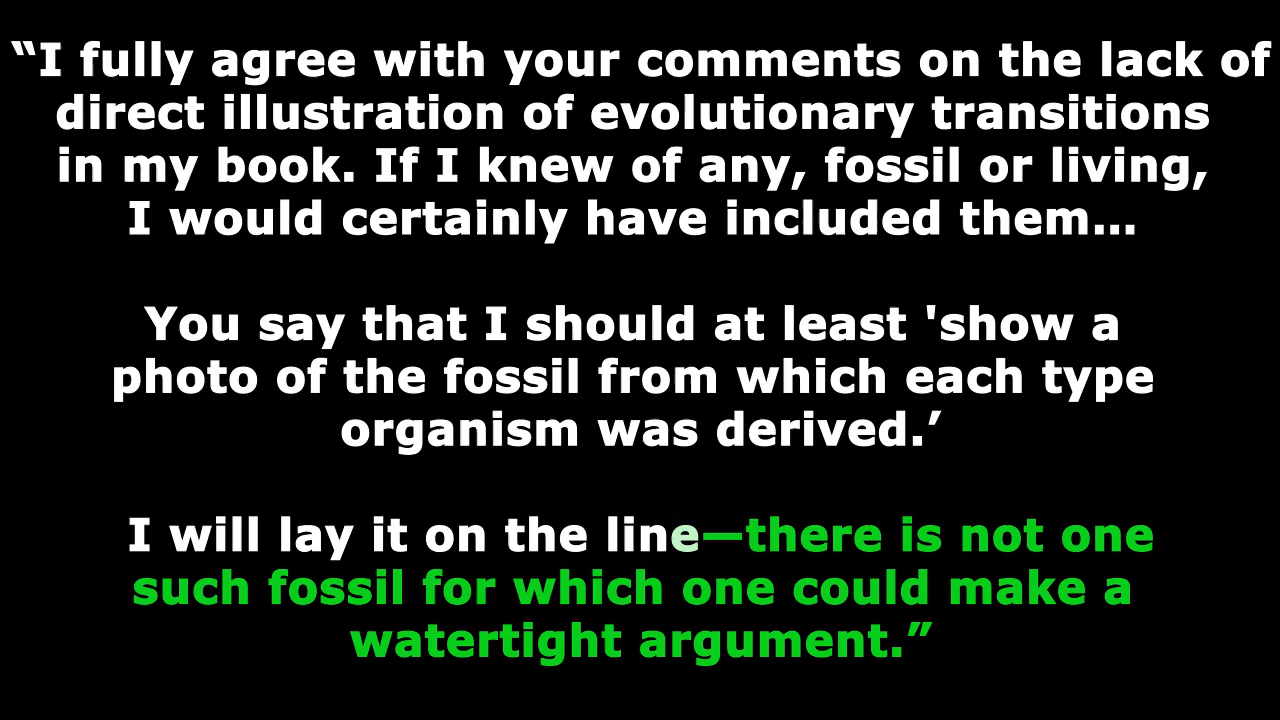 “I fully agree with your comments on the lack of
direct illustration of evolutionary transitions
in my book. If I knew of any, fossil or living,
I would certainly have included them...
You say that I should at least 'show a
photo of the fossil from which each type
organism was derived.’
I will lay it on the line—there is not one
such fossil for which one could make a
watertight argument.”